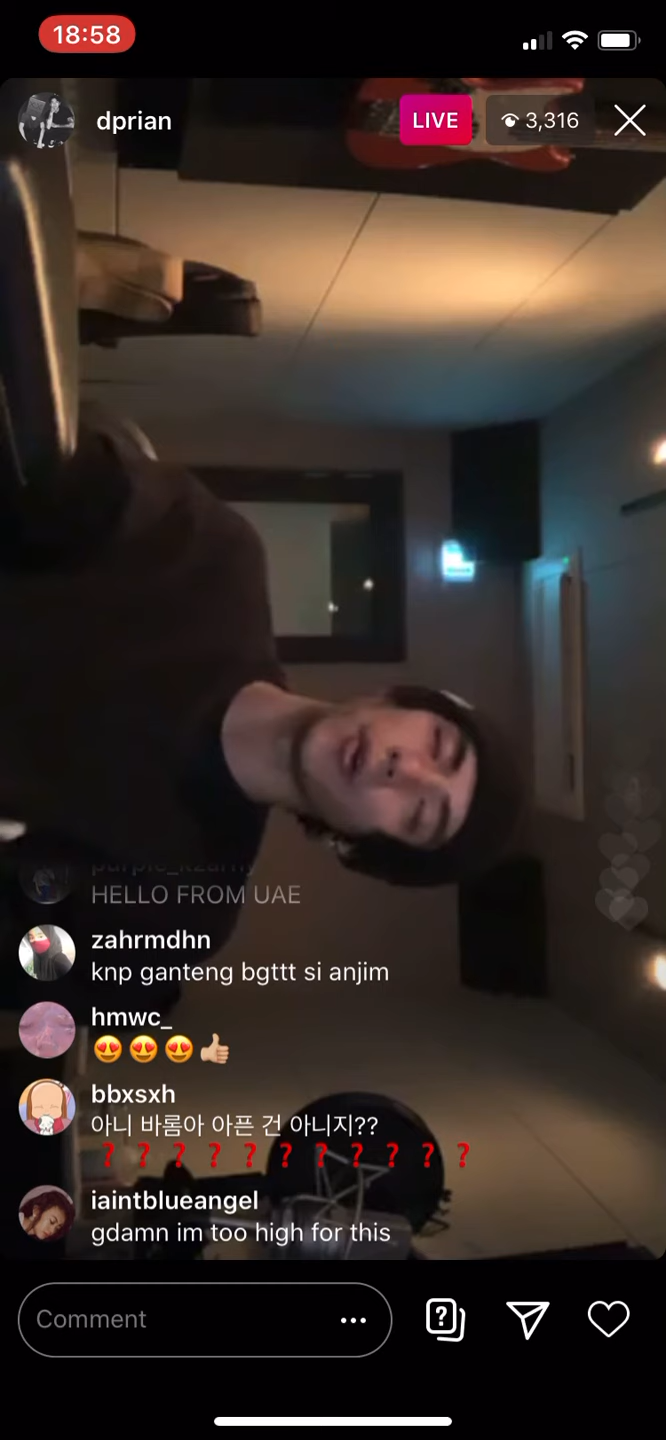 18:58
dprian
LIVE
3,316
HELLO FROM UAE
zahrmdhn
knp ganteng bgttt si anjim
hmwc_
😍😍😍👍🏼
bbxsxh
아니 바롬아 아픈 건 아니지??
❓❓❓❓❓❓❓❓❓❓❓
iaintblueangel
gdamn im too high for this
Comment